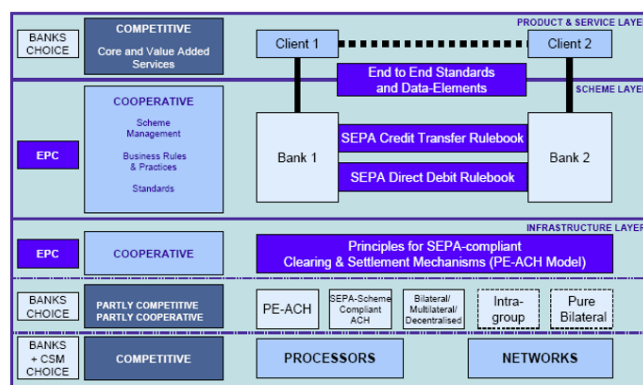 PRODUCT & SERVICE LAYER
BANKS
CHOICE
COMPETITIVE
Core and Value Added
Services
Client 1
Client 2
End to End Standards
and Data-Elements
SCHEME LAYER
EPC
COOPERATIVE
Scheme
Management
Business Rules
& Practices
Standards
Bank 1
SEPA Credit Transfer Rulebook
SEPA Direct Debit Rulebook
Bank 2
INFRASTRUCTURE LAYER
EPC
COOPERATIVE
Principles for SEPA-compliant
Clearing & Settlement Mechanisms (PE-ACH Model)
BANKS
CHOICE
PARTLY COMPETITIVE
PARTLY COOPERATIVE
PE-ACH
SEPA-Scheme
Compliant
ACH
Bilateral/
Multilateral/
Decentralised
Intra-
group
Pure
Bilateral
BANKS
+ CSM
CHOICE
COMPETITIVE
PROCESSORS
NETWORKS